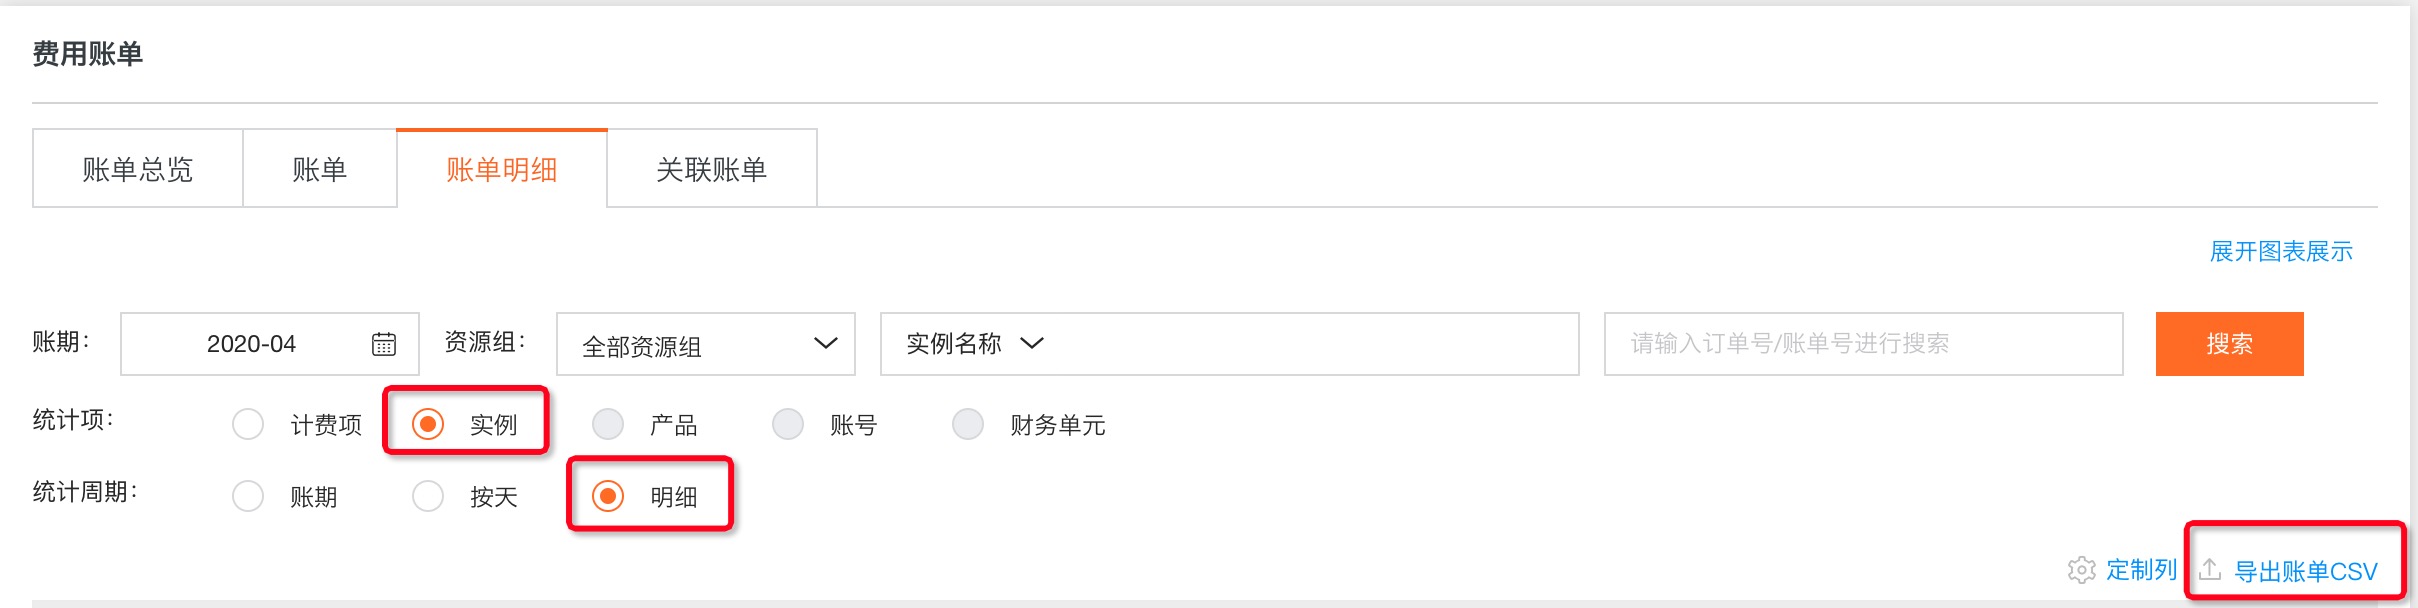 费用账单
账单总览 账单 账单明细 关联账单
展开图表展示
账期: 2020-04 资源组: 全部资源组 实例名称 请输入订单号/账单号进行搜索 搜索
统计项: 计费项 实例 产品 账号 财务单元
统计周期: 账期 按天 明细
定制列 导出账单CSV